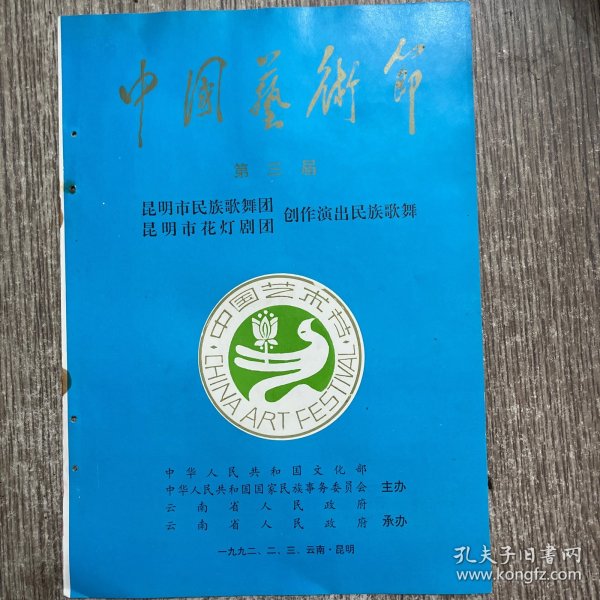 中国藝術節
第三届
昆明市民族歌舞团
昆明市花灯剧团
创作演出民族歌舞
中国艺术节
·CHINA ART FESTIVAL·
中华人民共和国文化部
中华人民共和国国家民族事务委员会 主办
云南省人民政府
云南省人民政府 承办
一九九二、二、三、云南·昆明
孔夫子旧书网
www.kongfz.com